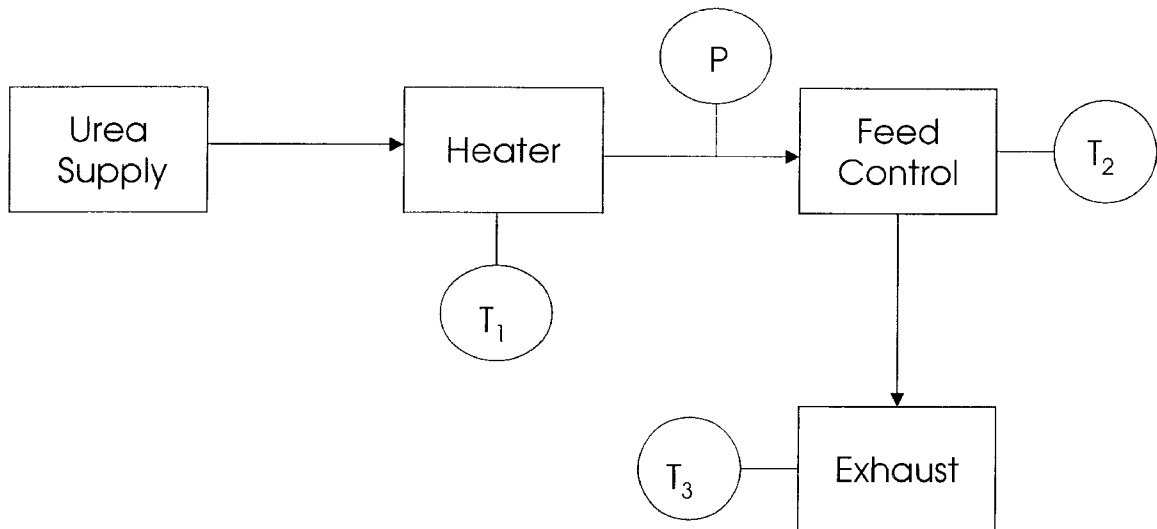 P
Urea
Supply
Heater
Feed
Control
T₂
T₁
T₃
Exhaust